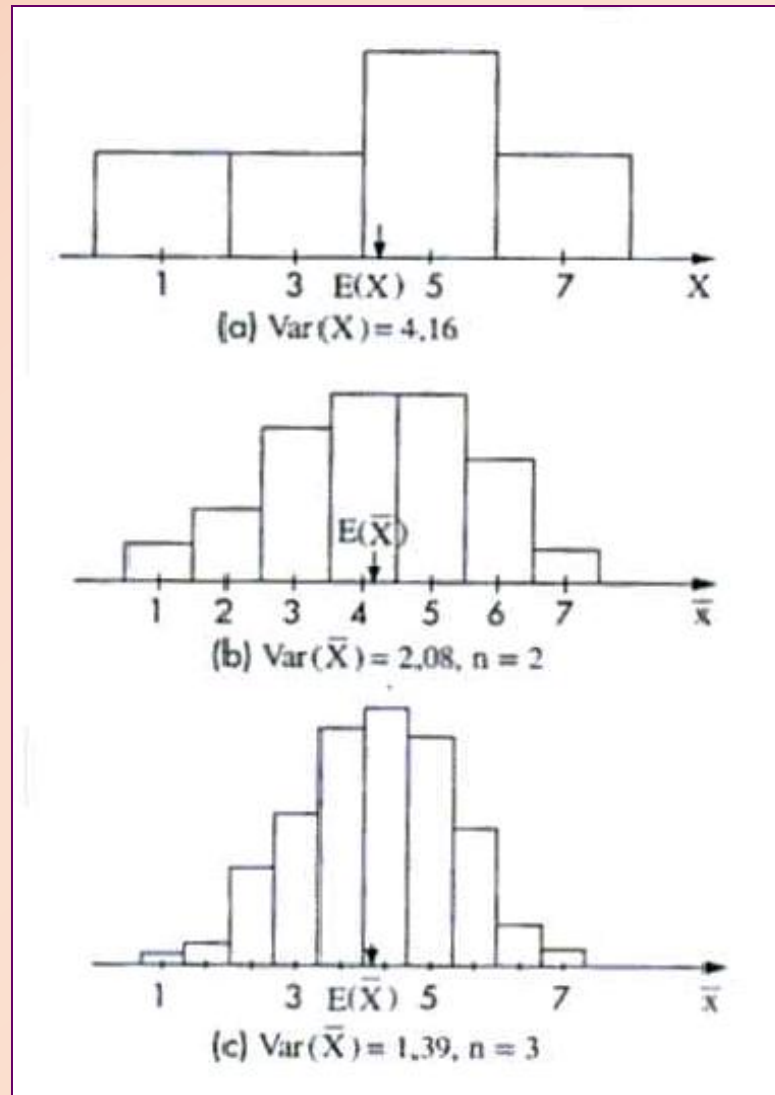 1 3 E(X) 5 7 X
(a) Var(X) = 4,16
E(X̄)
1 2 3 4 5 6 7 x̄
(b) Var(X̄) = 2,08, n = 2
1 3 E(X̄) 5 7 x̄
(c) Var(X̄) = 1,39, n = 3